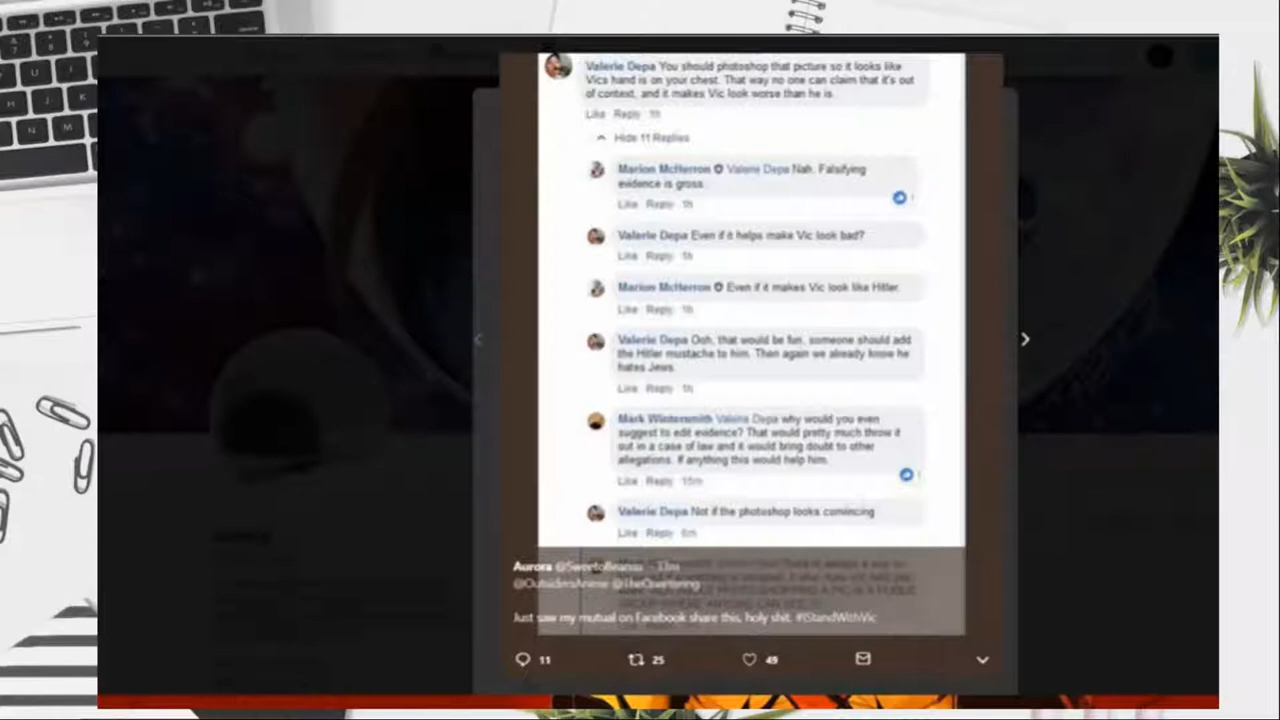 Valerie Depa You should photoshop that picture so it looks like
Vics hand is on your chest. That way no one can claim that it's out
of context, and it makes Vic look worse than he is.
Like Reply 1h
Hide 11 Replies
Marion McHerron Valerie Depa Nah. Falsifying
evidence is gross.
Like Reply 1h
1
Valerie Depa Even if it helps make Vic look bad?
Like Reply 1h
Marion McHerron Even if it makes Vic look like Hitler.
Like Reply 1h
Valerie Depa Ooh, that would be fun, someone should add
the Hitler mustache to him. Then again we already know he
hates Jews.
Like Reply 1h
Mark Wintersmith Valerie Depa why would you even
suggest to edit evidence? That would pretty much throw it
out in a case of law and it would bring doubt to other
allegations. If anything this would help him.
Like Reply 15m
1
Valerie Depa Not if the photoshop looks convincing
Like Reply 6m
Aurora
@TheQuartering
Just saw my mutual on Facebook share this, holy shit. #IStandWithVic
11 25 49